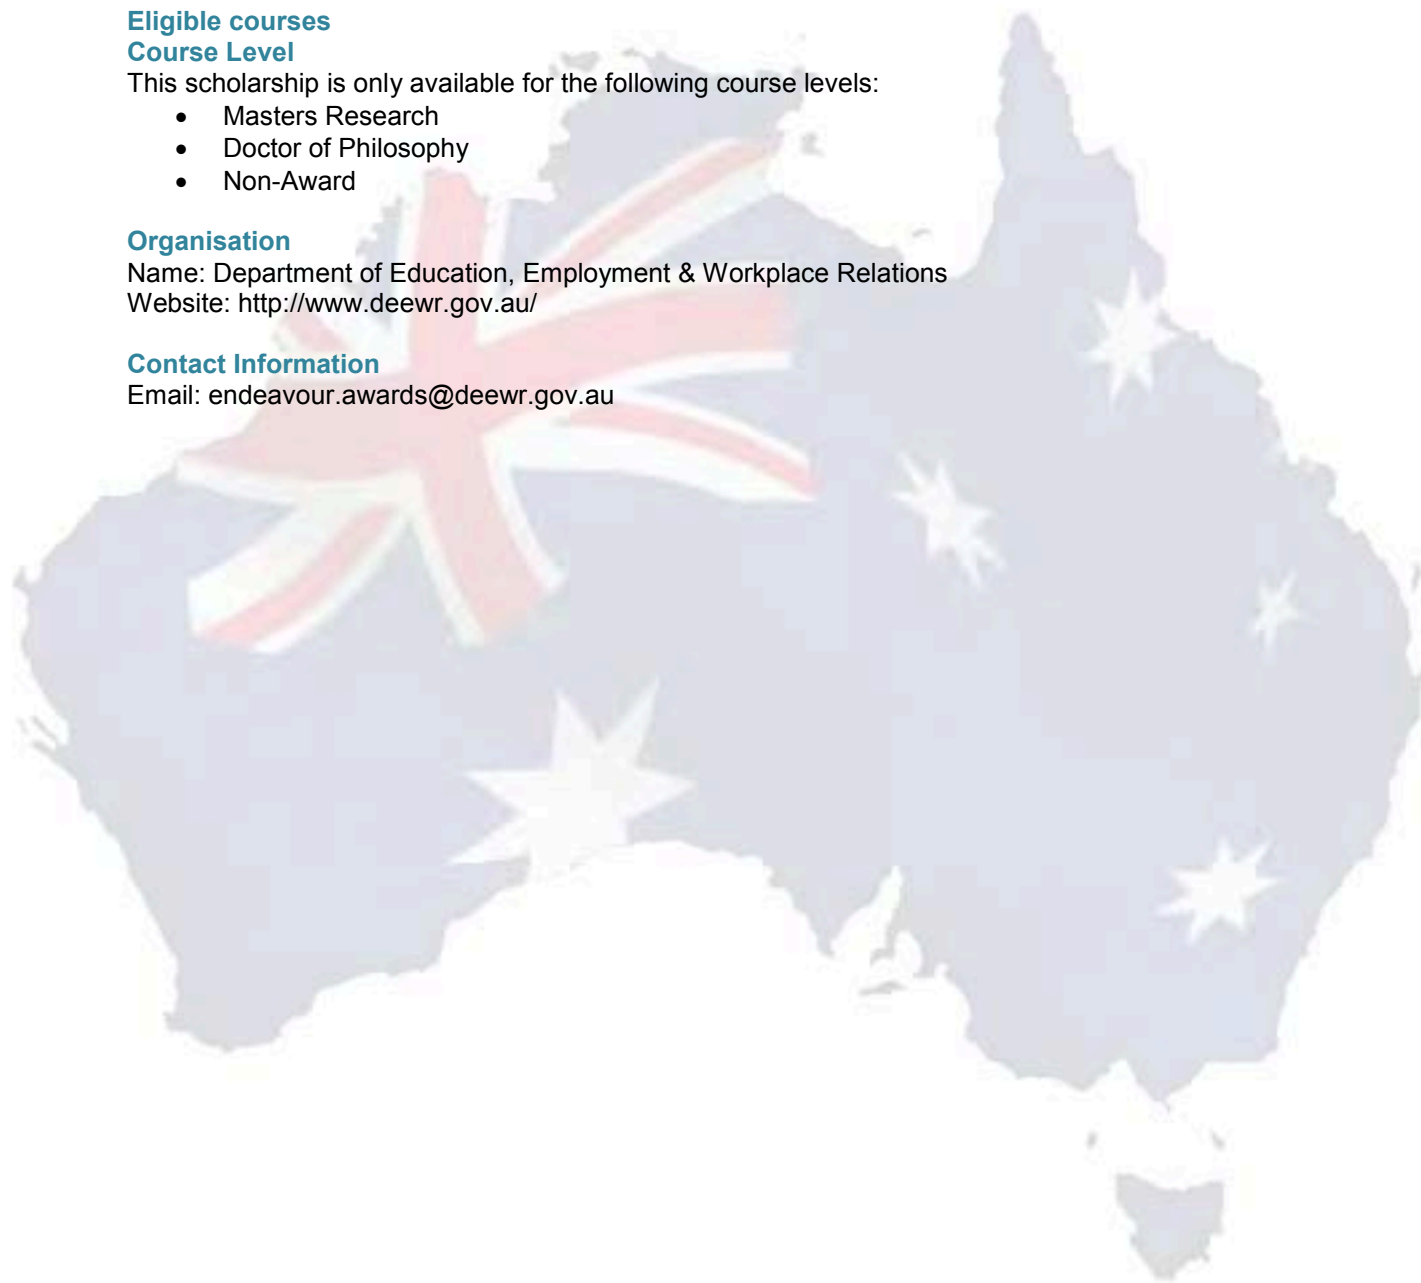 Eligible courses
Course Level
This scholarship is only available for the following course levels:
• Masters Research
• Doctor of Philosophy
• Non-Award
Organisation
Name: Department of Education, Employment & Workplace Relations
Website: http://www.deewr.gov.au/
Contact Information
Email: endeavour.awards@deewr.gov.au